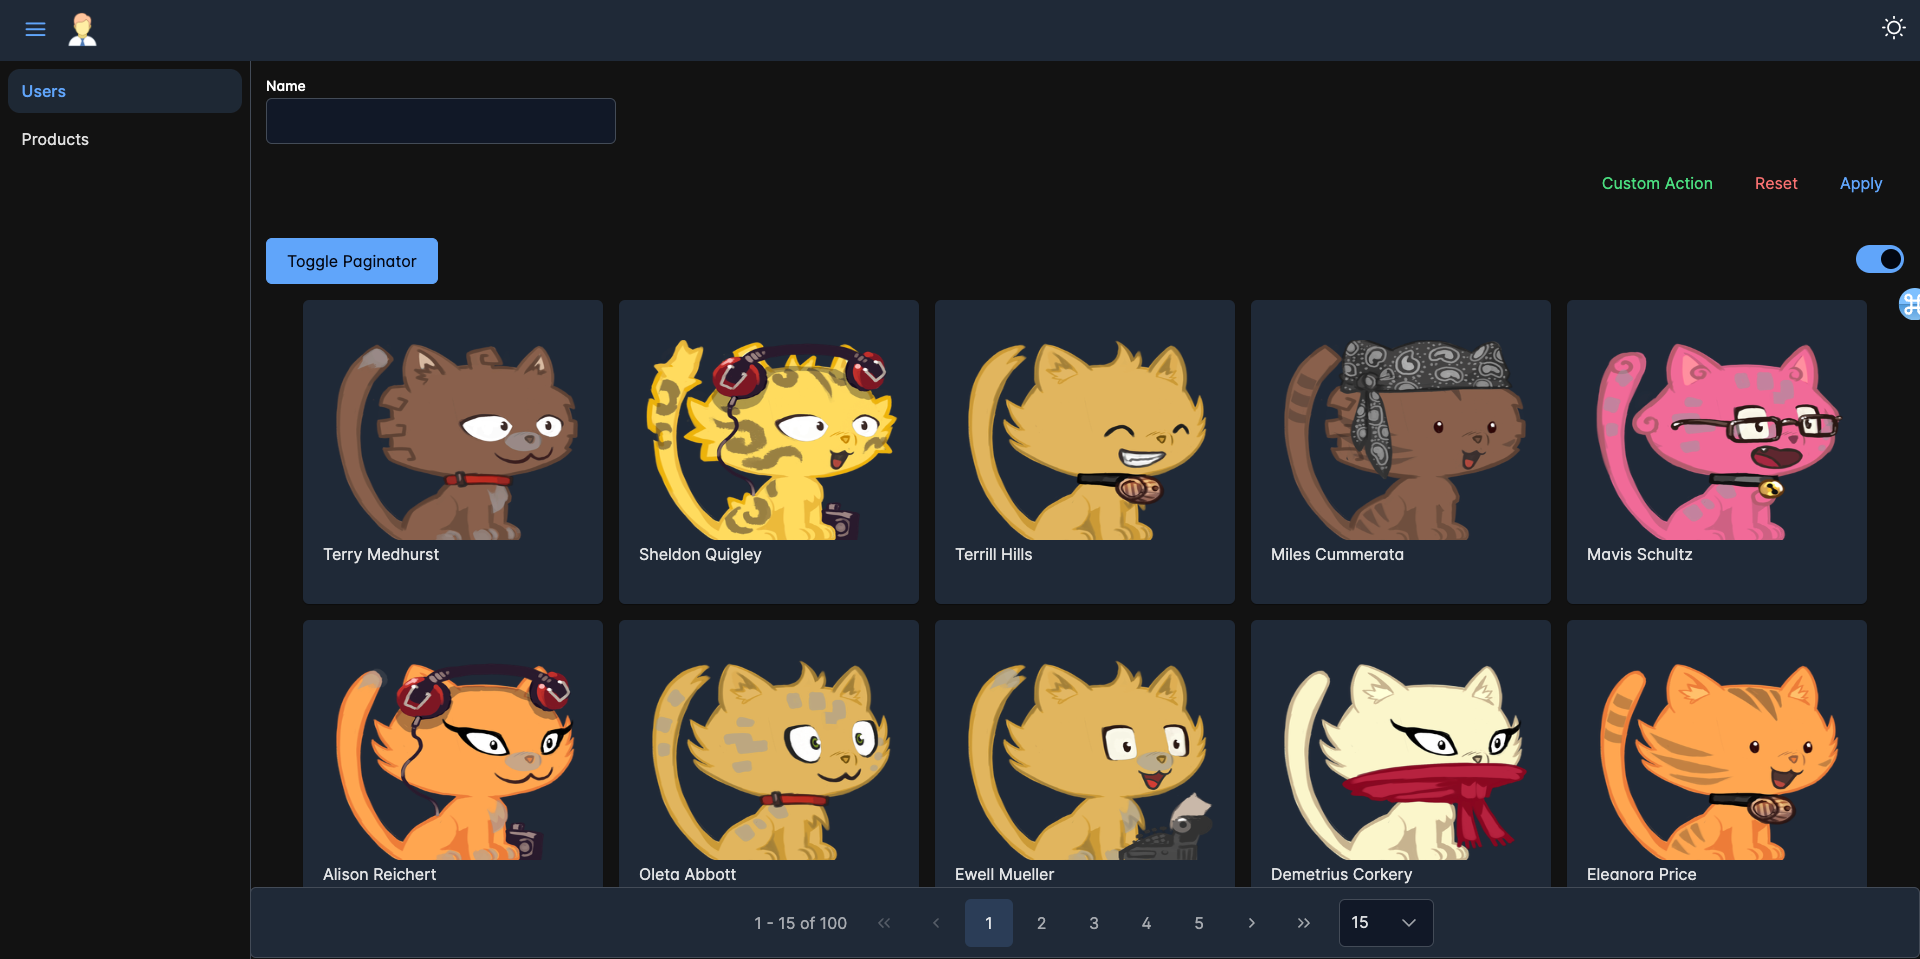 Users
Products
Name
Custom Action
Reset
Apply
Toggle Paginator
Terry Medhurst
Sheldon Quigley
Terrill Hills
Miles Cummerata
Mavis Schultz
Alison Reichert
Oleta Abbott
Ewell Mueller
Demetrius Corkery
Eleanora Price
1 - 15 of 100
1
2
3
4
5
15